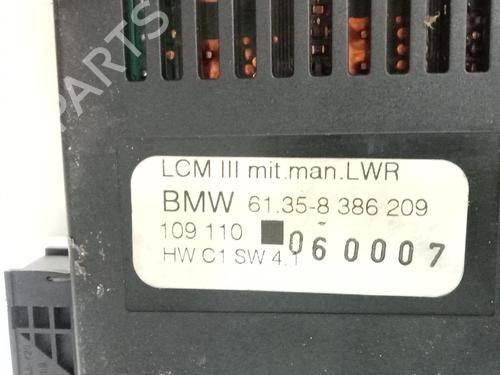 B-PARTS
LCM III mit.man.LWR
BMW 61.35-8 386 209
109 110
060007
HW C1 SW 4.1